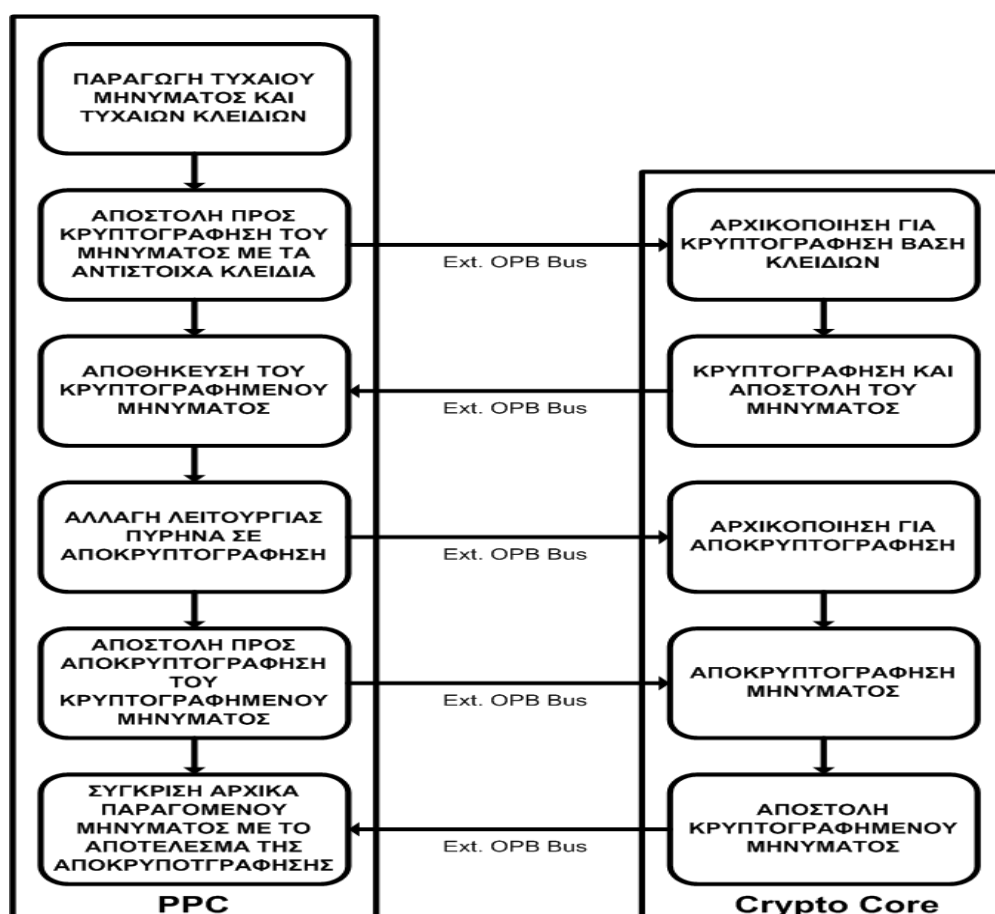 ΠΑΡΑΓΩΓΗ ΤΥΧΑΙΟΥ
ΜΗΝΥΜΑΤΟΣ ΚΑΙ
ΤΥΧΑΙΩΝ ΚΛΕΙΔΙΩΝ
ΑΠΟΣΤΟΛΗ ΠΡΟΣ
ΚΡΥΠΤΟΓΡΑΦΗΣΗ ΤΟΥ
ΜΗΝΥΜΑΤΟΣ ΜΕ ΤΑ
ΑΝΤΙΣΤΟΙΧΑ ΚΛΕΙΔΙΑ
Ext. OPB Bus
ΑΡΧΙΚΟΠΟΙΗΣΗ ΓΙΑ
ΚΡΥΠΤΟΓΡΑΦΗΣΗ ΒΑΣΗ
ΚΛΕΙΔΙΩΝ
ΑΠΟΘΗΚΕΥΣΗ ΤΟΥ
ΚΡΥΠΤΟΓΡΑΦΗΜΕΝΟΥ
ΜΗΝΥΜΑΤΟΣ
Ext. OPB Bus
ΚΡΥΠΤΟΓΡΑΦΗΣΗ ΚΑΙ
ΑΠΟΣΤΟΛΗ ΤΟΥ
ΜΗΝΥΜΑΤΟΣ
ΑΛΛΑΓΗ ΛΕΙΤΟΥΡΓΙΑΣ
ΠΥΡΗΝΑ ΣΕ
ΑΠΟΚΡΥΠΤΟΓΡΑΦΗΣΗ
Ext. OPB Bus
ΑΡΧΙΚΟΠΟΙΗΣΗ ΓΙΑ
ΑΠΟΚΡΥΠΤΟΓΡΑΦΗΣΗ
ΑΠΟΣΤΟΛΗ ΠΡΟΣ
ΑΠΟΚΡΥΠΤΟΓΡΑΦΗΣΗ
ΤΟΥ
ΚΡΥΠΤΟΓΡΑΦΗΜΕΝΟΥ
ΜΗΝΥΜΑΤΟΣ
Ext. OPB Bus
ΑΠΟΚΡΥΠΤΟΓΡΑΦΗΣΗ
ΜΗΝΥΜΑΤΟΣ
ΣΥΓΚΡΙΣΗ ΑΡΧΙΚΑ
ΠΑΡΑΓΟΜΕΝΟΥ
ΜΗΝΥΜΑΤΟΣ ΜΕ ΤΟ
ΑΠΟΤΕΛΕΣΜΑ ΤΗΣ
ΑΠΟΚΡΥΠΟΤΓΡΑΦΗΣΗΣ
Ext. OPB Bus
ΑΠΟΣΤΟΛΗ
ΚΡΥΠΤΟΓΡΑΦΗΜΕΝΟΥ
ΜΗΝΥΜΑΤΟΣ
PPC
Crypto Core